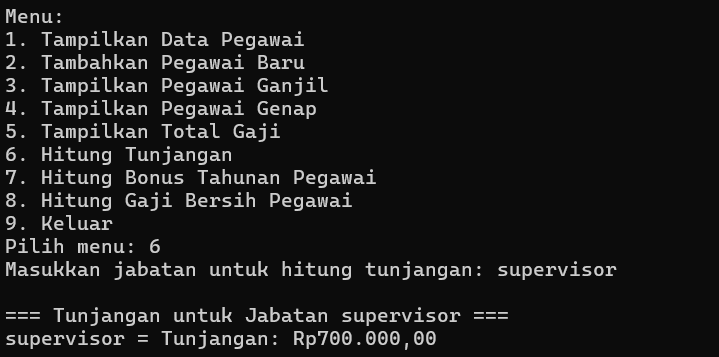 Menu:
1. Tampilkan Data Pegawai
2. Tambahkan Pegawai Baru
3. Tampilkan Pegawai Ganjil
4. Tampilkan Pegawai Genap
5. Tampilkan Total Gaji
6. Hitung Tunjangan
7. Hitung Bonus Tahunan Pegawai
8. Hitung Gaji Bersih Pegawai
9. Keluar
Pilih menu: 6
Masukkan jabatan untuk hitung tunjangan: supervisor
=== Tunjangan untuk Jabatan supervisor ===
supervisor = Tunjangan: Rp700.000,00